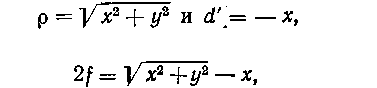 ρ = √x² + y² и d' = — x,
2f = √x² + y² — x,